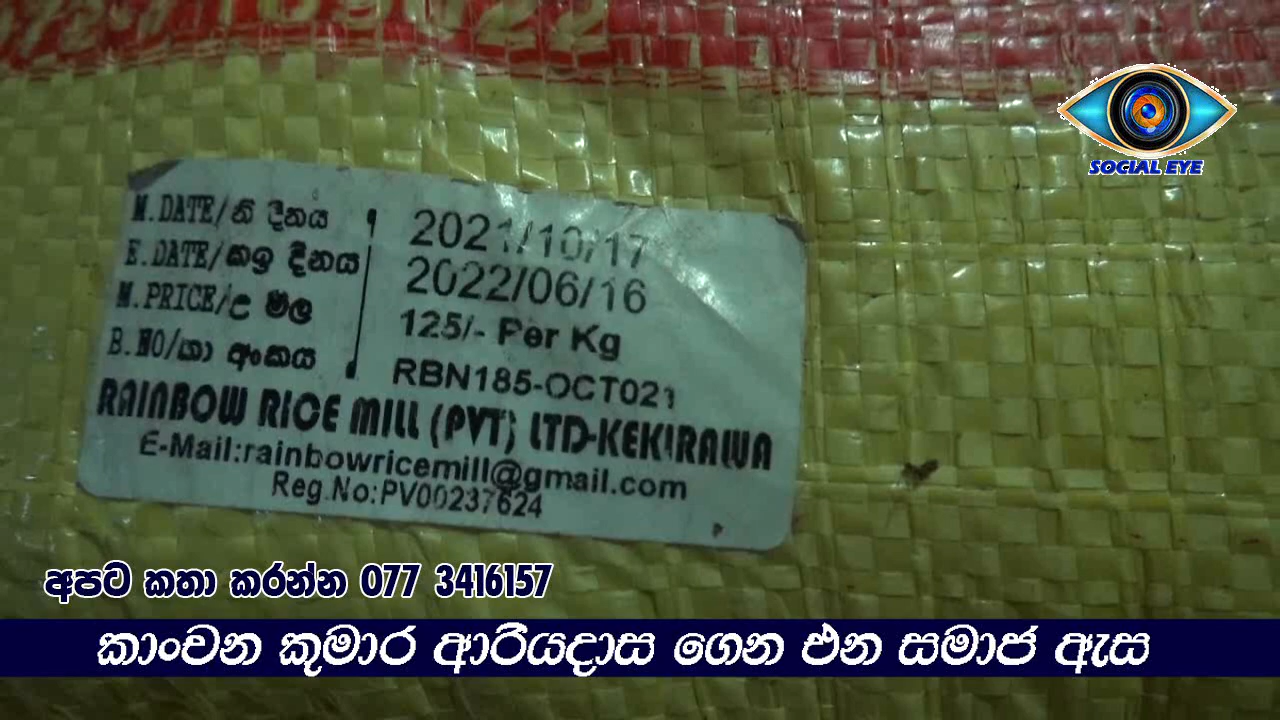 SOCIAL EYE
M.DATE/නි දිනය 2021/10/17
E.DATE/කඉ දිනය 2022/06/16
M.PRICE/උ මිල 125/- Per Kg
B.NO/කා අංකය RBN185-OCT021
RAINBOW RICE MILL (PVT) LTD-KEKIRAWA
E-Mail:rainbowricemill@gmail.com
Reg.No:PV00237624
අපට කතා කරන්න 077 3416157
කාංචන කුමාර ආරියදාස ගෙන එන සමාජ ඇස